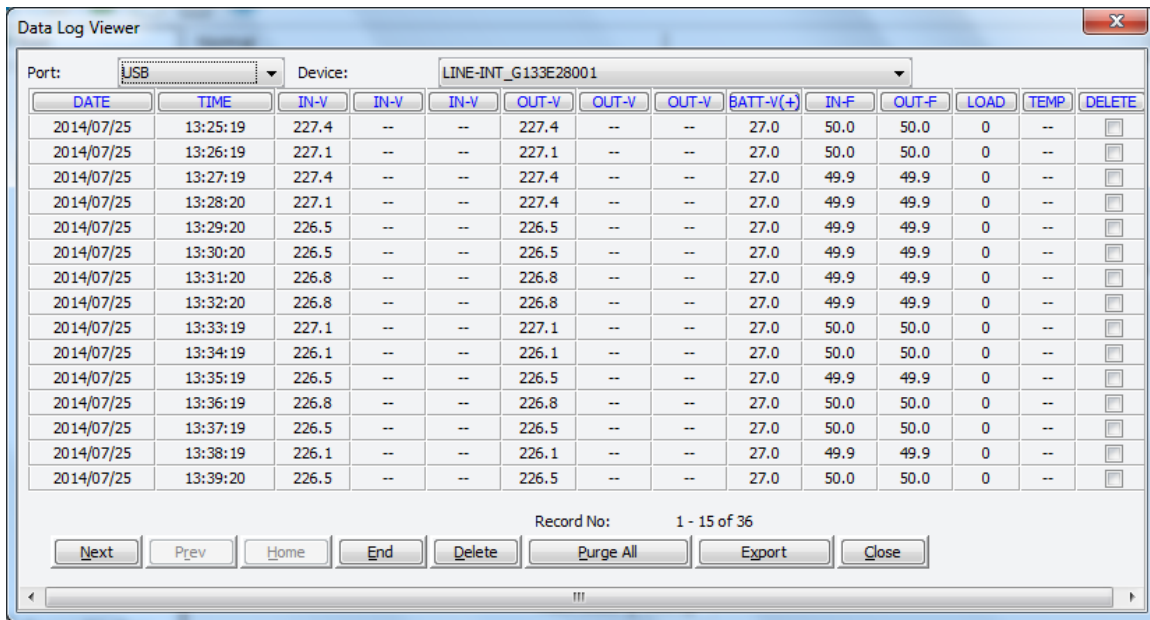 Data Log Viewer
Port: USB Device: LINE-INT_G133E28001
DATE TIME IN-V IN-V IN-V OUT-V OUT-V OUT-V BATT-V(+) IN-F OUT-F LOAD TEMP DELETE
2014/07/25 13:25:19 227.4 -- -- 227.4 -- -- 27.0 50.0 50.0 0 --
2014/07/25 13:26:19 227.1 -- -- 227.1 -- -- 27.0 50.0 50.0 0 --
2014/07/25 13:27:19 227.4 -- -- 227.4 -- -- 27.0 49.9 49.9 0 --
2014/07/25 13:28:20 227.1 -- -- 227.4 -- -- 27.0 49.9 49.9 0 --
2014/07/25 13:29:20 226.5 -- -- 226.5 -- -- 27.0 49.9 49.9 0 --
2014/07/25 13:30:20 226.5 -- -- 226.5 -- -- 27.0 49.9 49.9 0 --
2014/07/25 13:31:20 226.8 -- -- 226.8 -- -- 27.0 49.9 49.9 0 --
2014/07/25 13:32:20 226.8 -- -- 226.8 -- -- 27.0 49.9 49.9 0 --
2014/07/25 13:33:19 227.1 -- -- 227.1 -- -- 27.0 50.0 50.0 0 --
2014/07/25 13:34:19 226.1 -- -- 226.1 -- -- 27.0 50.0 50.0 0 --
2014/07/25 13:35:19 226.5 -- -- 226.5 -- -- 27.0 49.9 49.9 0 --
2014/07/25 13:36:19 226.8 -- -- 226.8 -- -- 27.0 50.0 50.0 0 --
2014/07/25 13:37:19 226.5 -- -- 226.5 -- -- 27.0 50.0 50.0 0 --
2014/07/25 13:38:19 226.1 -- -- 226.1 -- -- 27.0 49.9 49.9 0 --
2014/07/25 13:39:20 226.5 -- -- 226.5 -- -- 27.0 50.0 50.0 0 --
Record No: 1 - 15 of 36
Next Prev Home End Delete Purge All Export Close